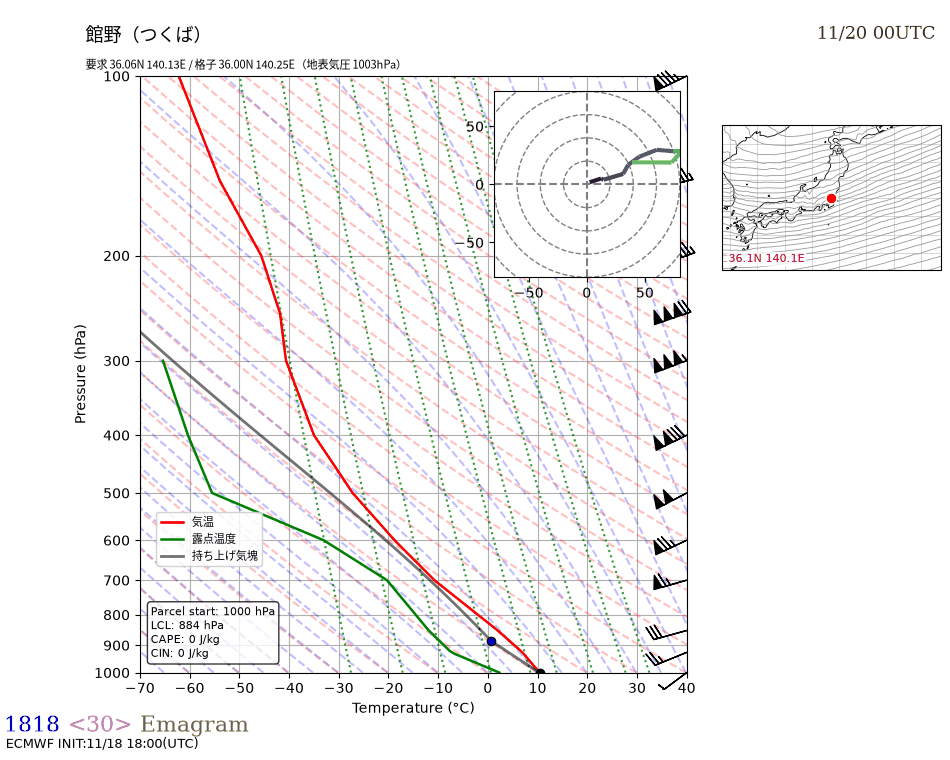 館野（つくば）
11/20 00UTC
要求 36.06N 140.13E / 格子 36.00N 140.25E（地表気圧 1003hPa）
100
200
300
400
500
600
700
800
900
1000
Pressure (hPa)
50
0
−50
−50 0 50
36.1N 140.1E
気温
露点温度
持ち上げ気塊
Parcel start: 1000 hPa
LCL: 884 hPa
CAPE: 0 J/kg
CIN: 0 J/kg
−70 −60 −50 −40 −30 −20 −10 0 10 20 30 40
Temperature (°C)
1818 <30> Emagram
ECMWF INIT:11/18 18:00(UTC)